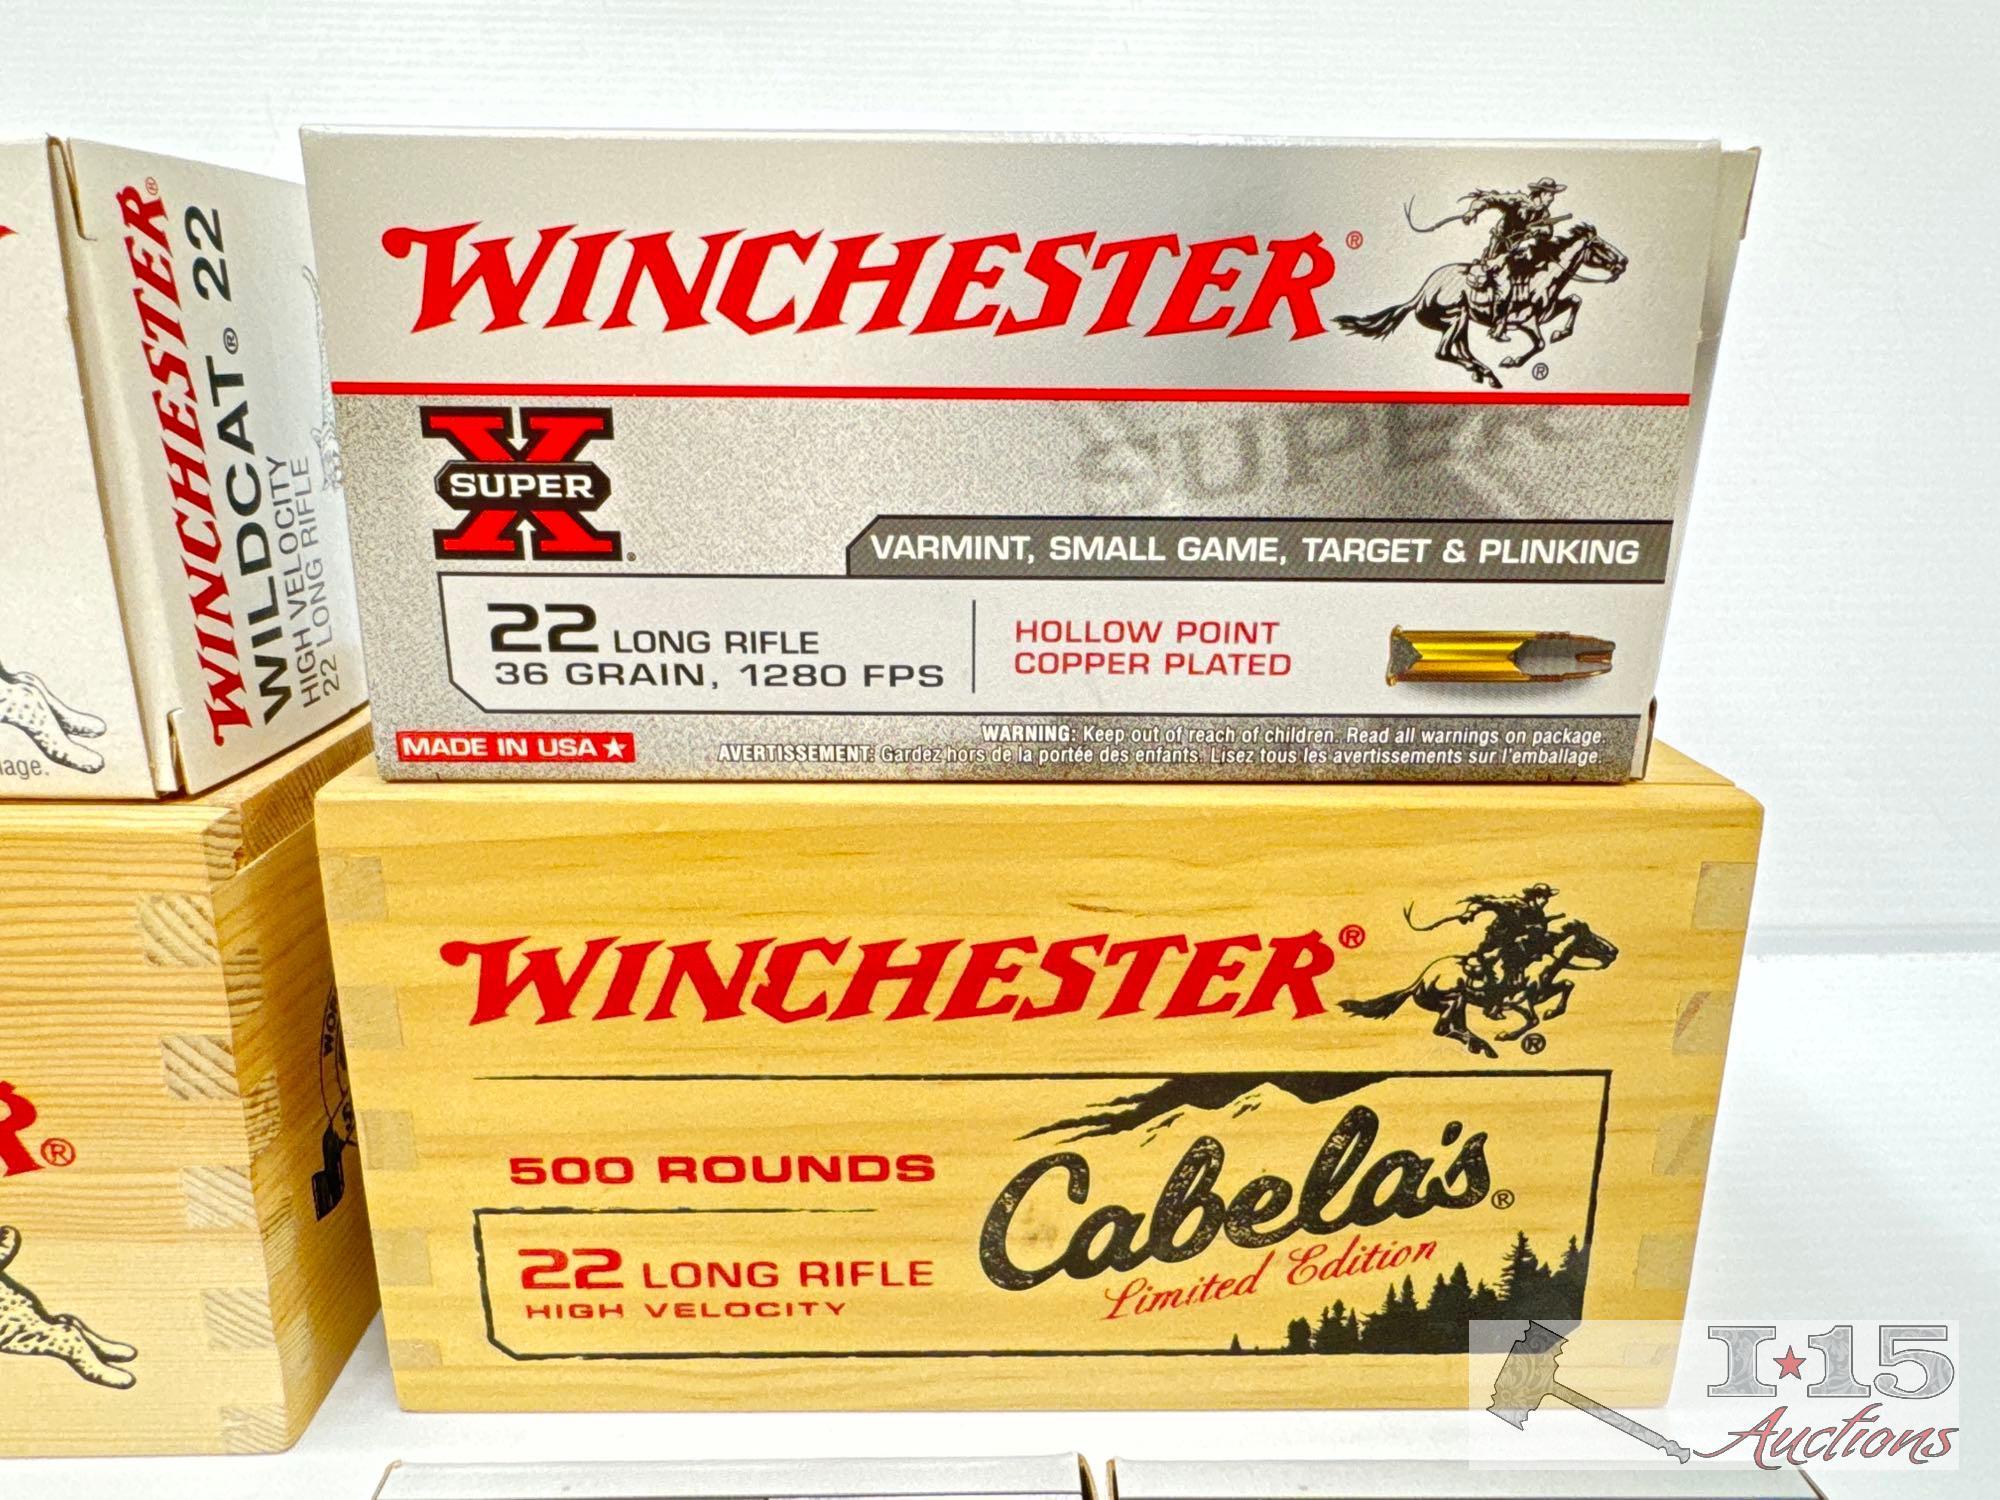 WINCHESTER®
WILDCAT® 22
HIGH VELOCITY
22 LONG RIFLE
WINCHESTER®
®
X
SUPER
SUPER
VARMINT, SMALL GAME, TARGET & PLINKING
22 LONG RIFLE
36 GRAIN, 1280 FPS
HOLLOW POINT
COPPER PLATED
MADE IN USA
WARNING: Keep out of reach of children. Read all warnings on package.
AVERTISSEMENT: Gardez hors de la portée des enfants. Lisez tous les avertissements sur l'emballage.
WINCHESTER®
®
500 ROUNDS
22 LONG RIFLE
HIGH VELOCITY
Cabela's®
Limited Edition
R®
I 15
Auctions